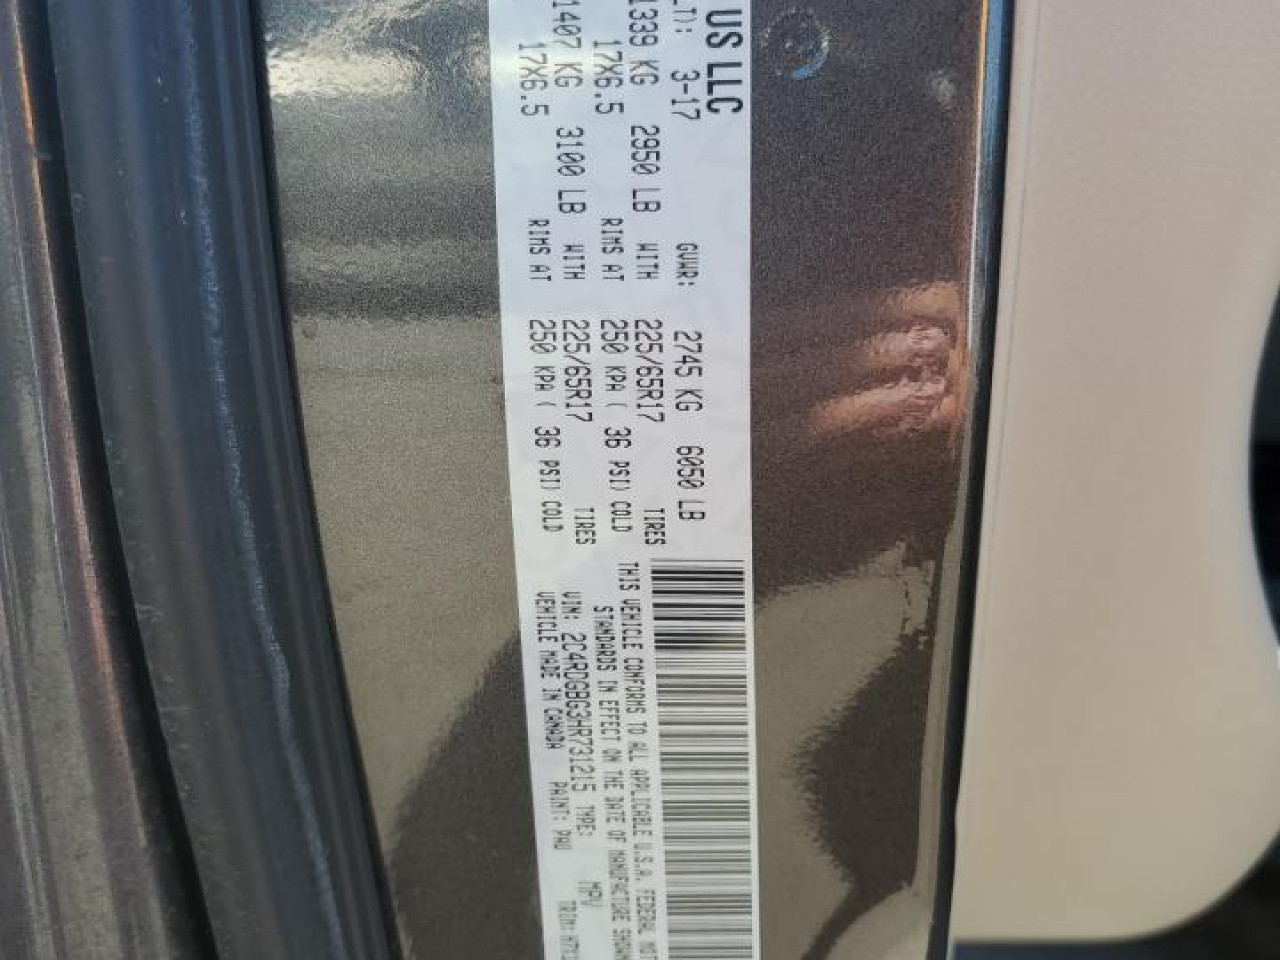 US LLC
LT): 3-17 GVWR: 2745 KG 6050 LB
1339 KG 2950 LB WITH 225/65R17 TIRES
17X6.5 RIMS AT 250 KPA ( 36 PSI) COLD
1407 KG 3100 LB WITH 225/65R17 TIRES
17X6.5 RIMS AT 250 KPA ( 36 PSI) COLD
THIS VEHICLE CONFORMS TO ALL APPLICABLE U.S.A. FEDERAL MOT
STANDARDS IN EFFECT ON THE DATE OF MANUFACTURE SHOWN
VIN: 2C4RDGBG3HR731215 TYPE: MPV
VEHICLE MADE IN CANADA PAINT: PAU TRIM: